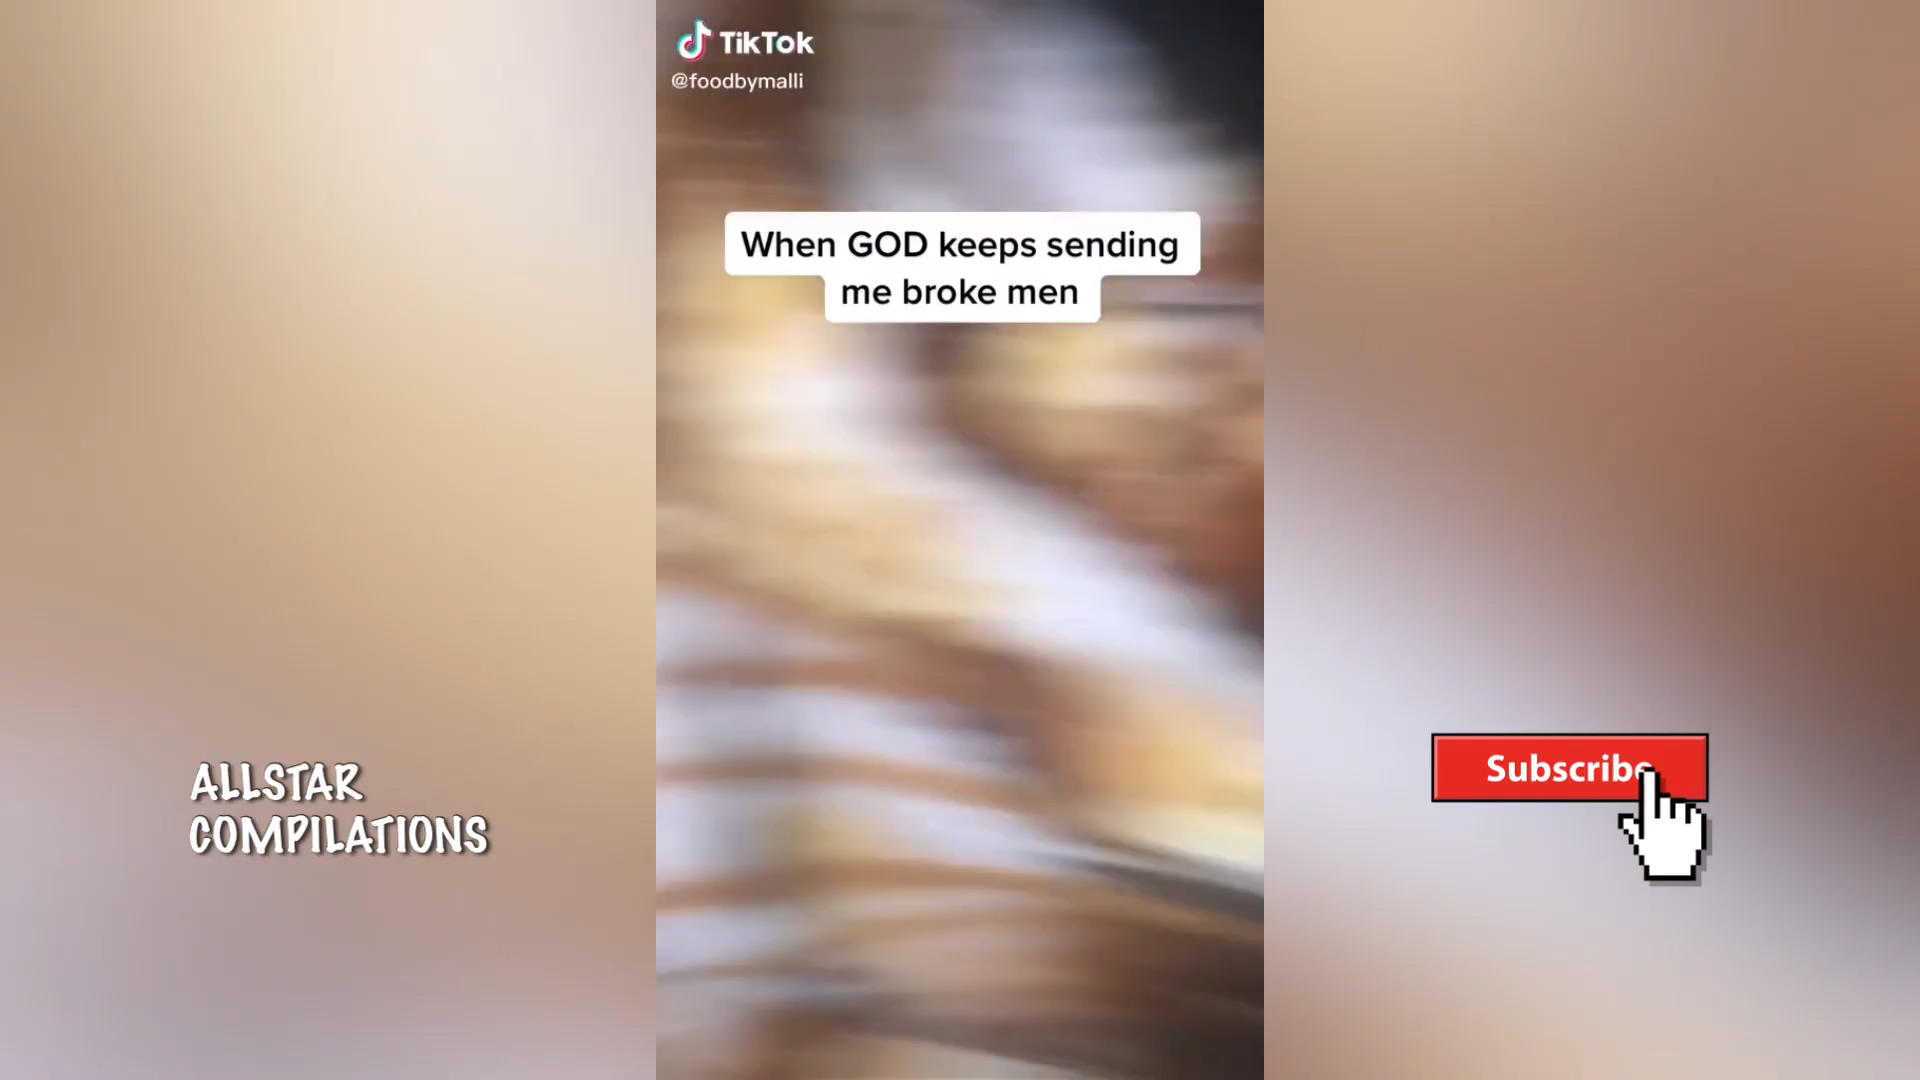 TikTok
@foodbymalli
When GOD keeps sending
me broke men
ALLSTAR
COMPILATIONS
Subscribe